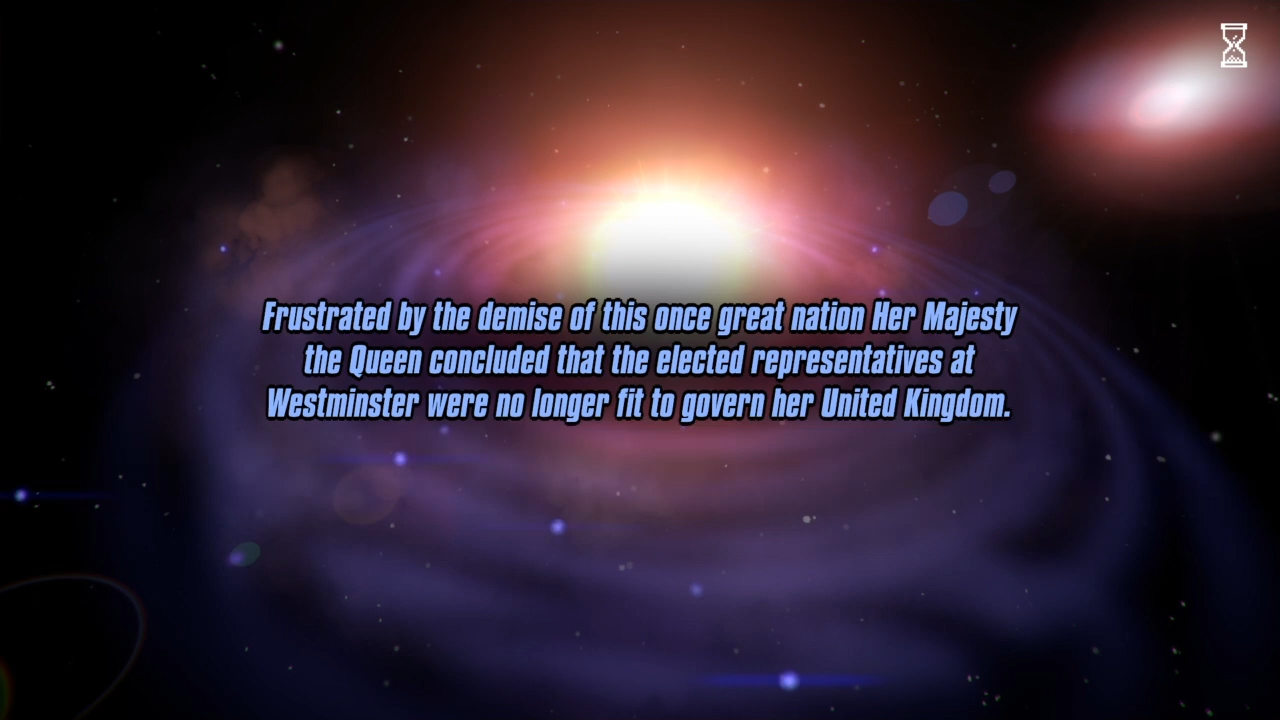 Frustrated by the demise of this once great nation Her Majesty
the Queen concluded that the elected representatives at
Westminster were no longer fit to govern her United Kingdom.